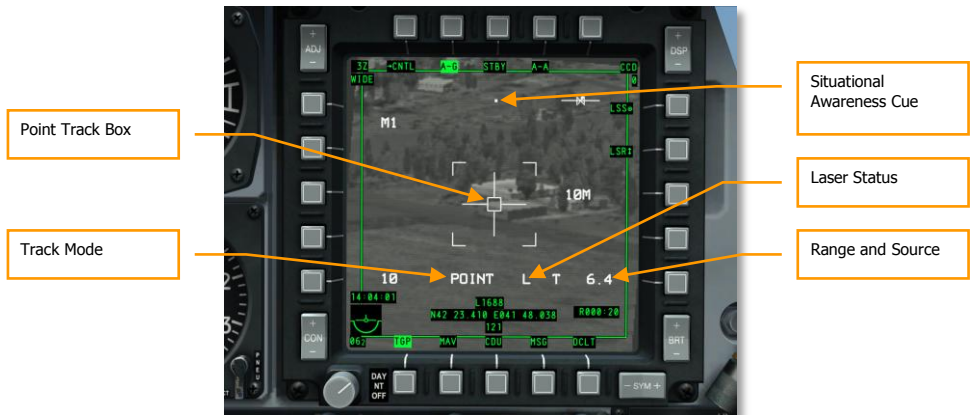 ADJ
DSP
32 →CNTL A-G STBY A-A CCD
WIDE 0
Situational
Awareness Cue
LSS
M1
Point Track Box
LSR
Laser Status
10M
Track Mode
Range and Source
10 POINT L T 6.4
14:04:01
L1688
N42 23.410 E041 48.038 R000:20
121
CON
BRT
TGP MAV CDU MSG DCLT
DAY
NT
OFF
- SYM +